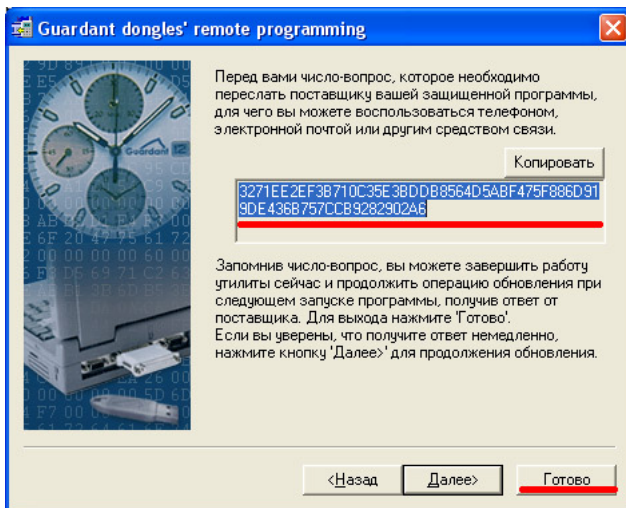 Guardant dongles' remote programming
Перед вами число-вопрос, которое необходимо
переслать поставщику вашей защищенной программы,
для чего вы можете воспользоваться телефоном,
электронной почтой или другим средством связи.
Копировать
3271EE2EF3B710C35E3BDDB8564D5ABF475F886D91
9DE436B757CCB9282902A6
Запомнив число-вопрос, вы можете завершить работу
утилиты сейчас и продолжить операцию обновления при
следующем запуске программы, получив ответ от
поставщика. Для выхода нажмите 'Готово'.
Если вы уверены, что получите ответ немедленно,
нажмите кнопку 'Далее>' для продолжения обновления.
<Назад
Далее>
Готово
Guardant
12